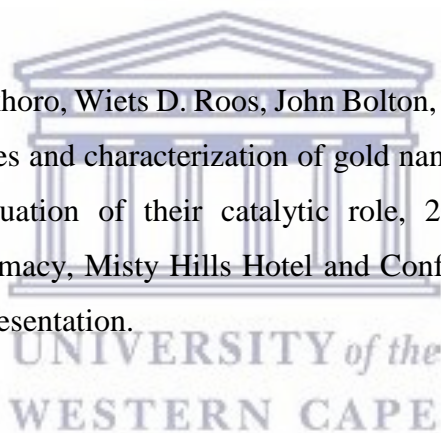 hloro, Wiets D. Roos, John Bolton,
es and characterization of gold nan
uation of their catalytic role, 2
macy, Misty Hills Hotel and Conf
esentation.
UNIVERSITY of the
WESTERN CAPE